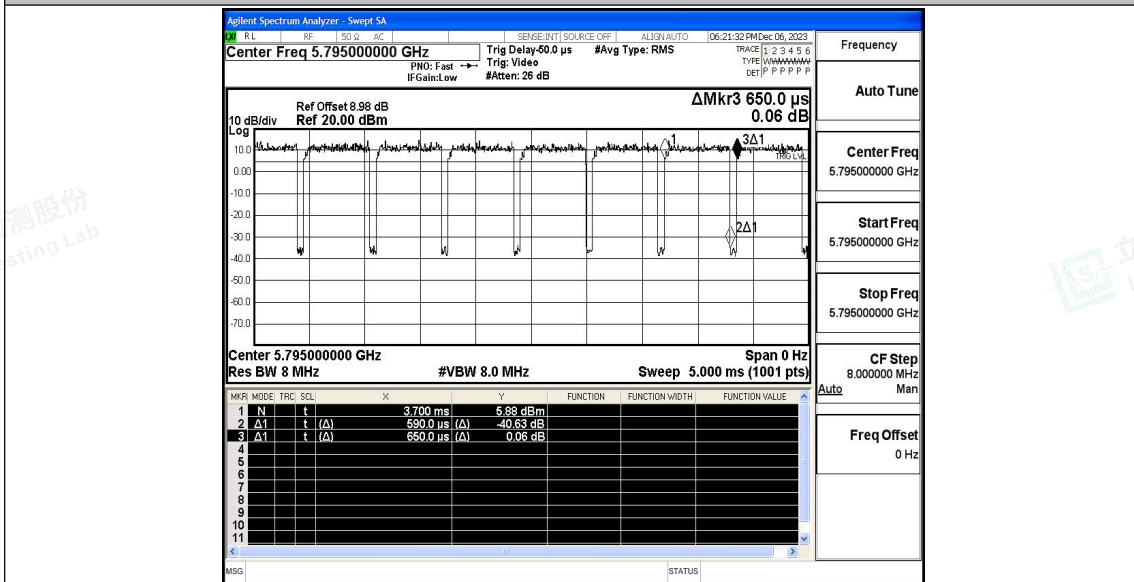 Agilent Spectrum Analyzer - Swept SA
LXI RL RF 50 Ω AC SENSE:INT SOURCE OFF ALIGN AUTO 06:21:32 PM Dec 06, 2023
Center Freq 5.795000000 GHz
Trig Delay-50.0 µs #Avg Type: RMS
TRACE 1 2 3 4 5 6
PNO: Fast Trig: Video
TYPE
IFGain:Low #Atten: 26 dB
DET P P P P P P
Frequency
Auto Tune
ΔMkr3 650.0 µs
0.06 dB
Ref Offset 8.98 dB
10 dB/div Ref 20.00 dBm
Log
10.0
0.00
-10.0
-20.0
-30.0
-40.0
-50.0
-60.0
-70.0
1
3Δ1
TRIG LVL
2Δ1
Center Freq
5.795000000 GHz
Start Freq
5.795000000 GHz
Stop Freq
5.795000000 GHz
Center 5.795000000 GHz Span 0 Hz
Res BW 8 MHz #VBW 8.0 MHz Sweep 5.000 ms (1001 pts)
CF Step
8.000000 MHz
Auto Man
MKR MODE TRC SCL X Y FUNCTION FUNCTION WIDTH FUNCTION VALUE
1 N t 3.700 ms 5.88 dBm
2 Δ1 t (Δ) 590.0 µs (Δ) -40.63 dB
3 Δ1 t (Δ) 650.0 µs (Δ) 0.06 dB
4
5
6
7
8
9
10
11
Freq Offset
0 Hz
MSG STATUS
测股份
sting Lab
立